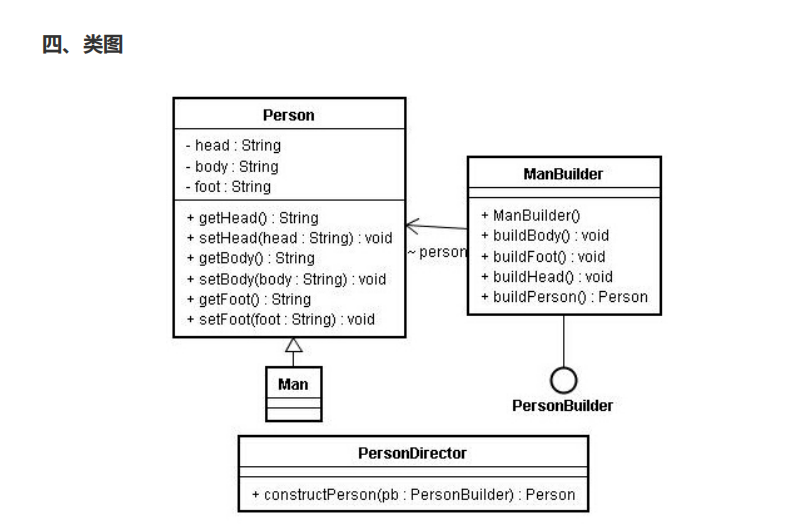 四、类图
Person
- head : String
- body : String
- foot : String
+ getHead() : String
+ setHead(head : String) : void
+ getBody() : String
+ setBody(body : String) : void
+ getFoot() : String
+ setFoot(foot : String) : void
ManBuilder
+ ManBuilder()
+ buildBody() : void
+ buildFoot() : void
+ buildHead() : void
+ buildPerson() : Person
~ person
Man
PersonBuilder
PersonDirector
+ constructPerson(pb : PersonBuilder) : Person